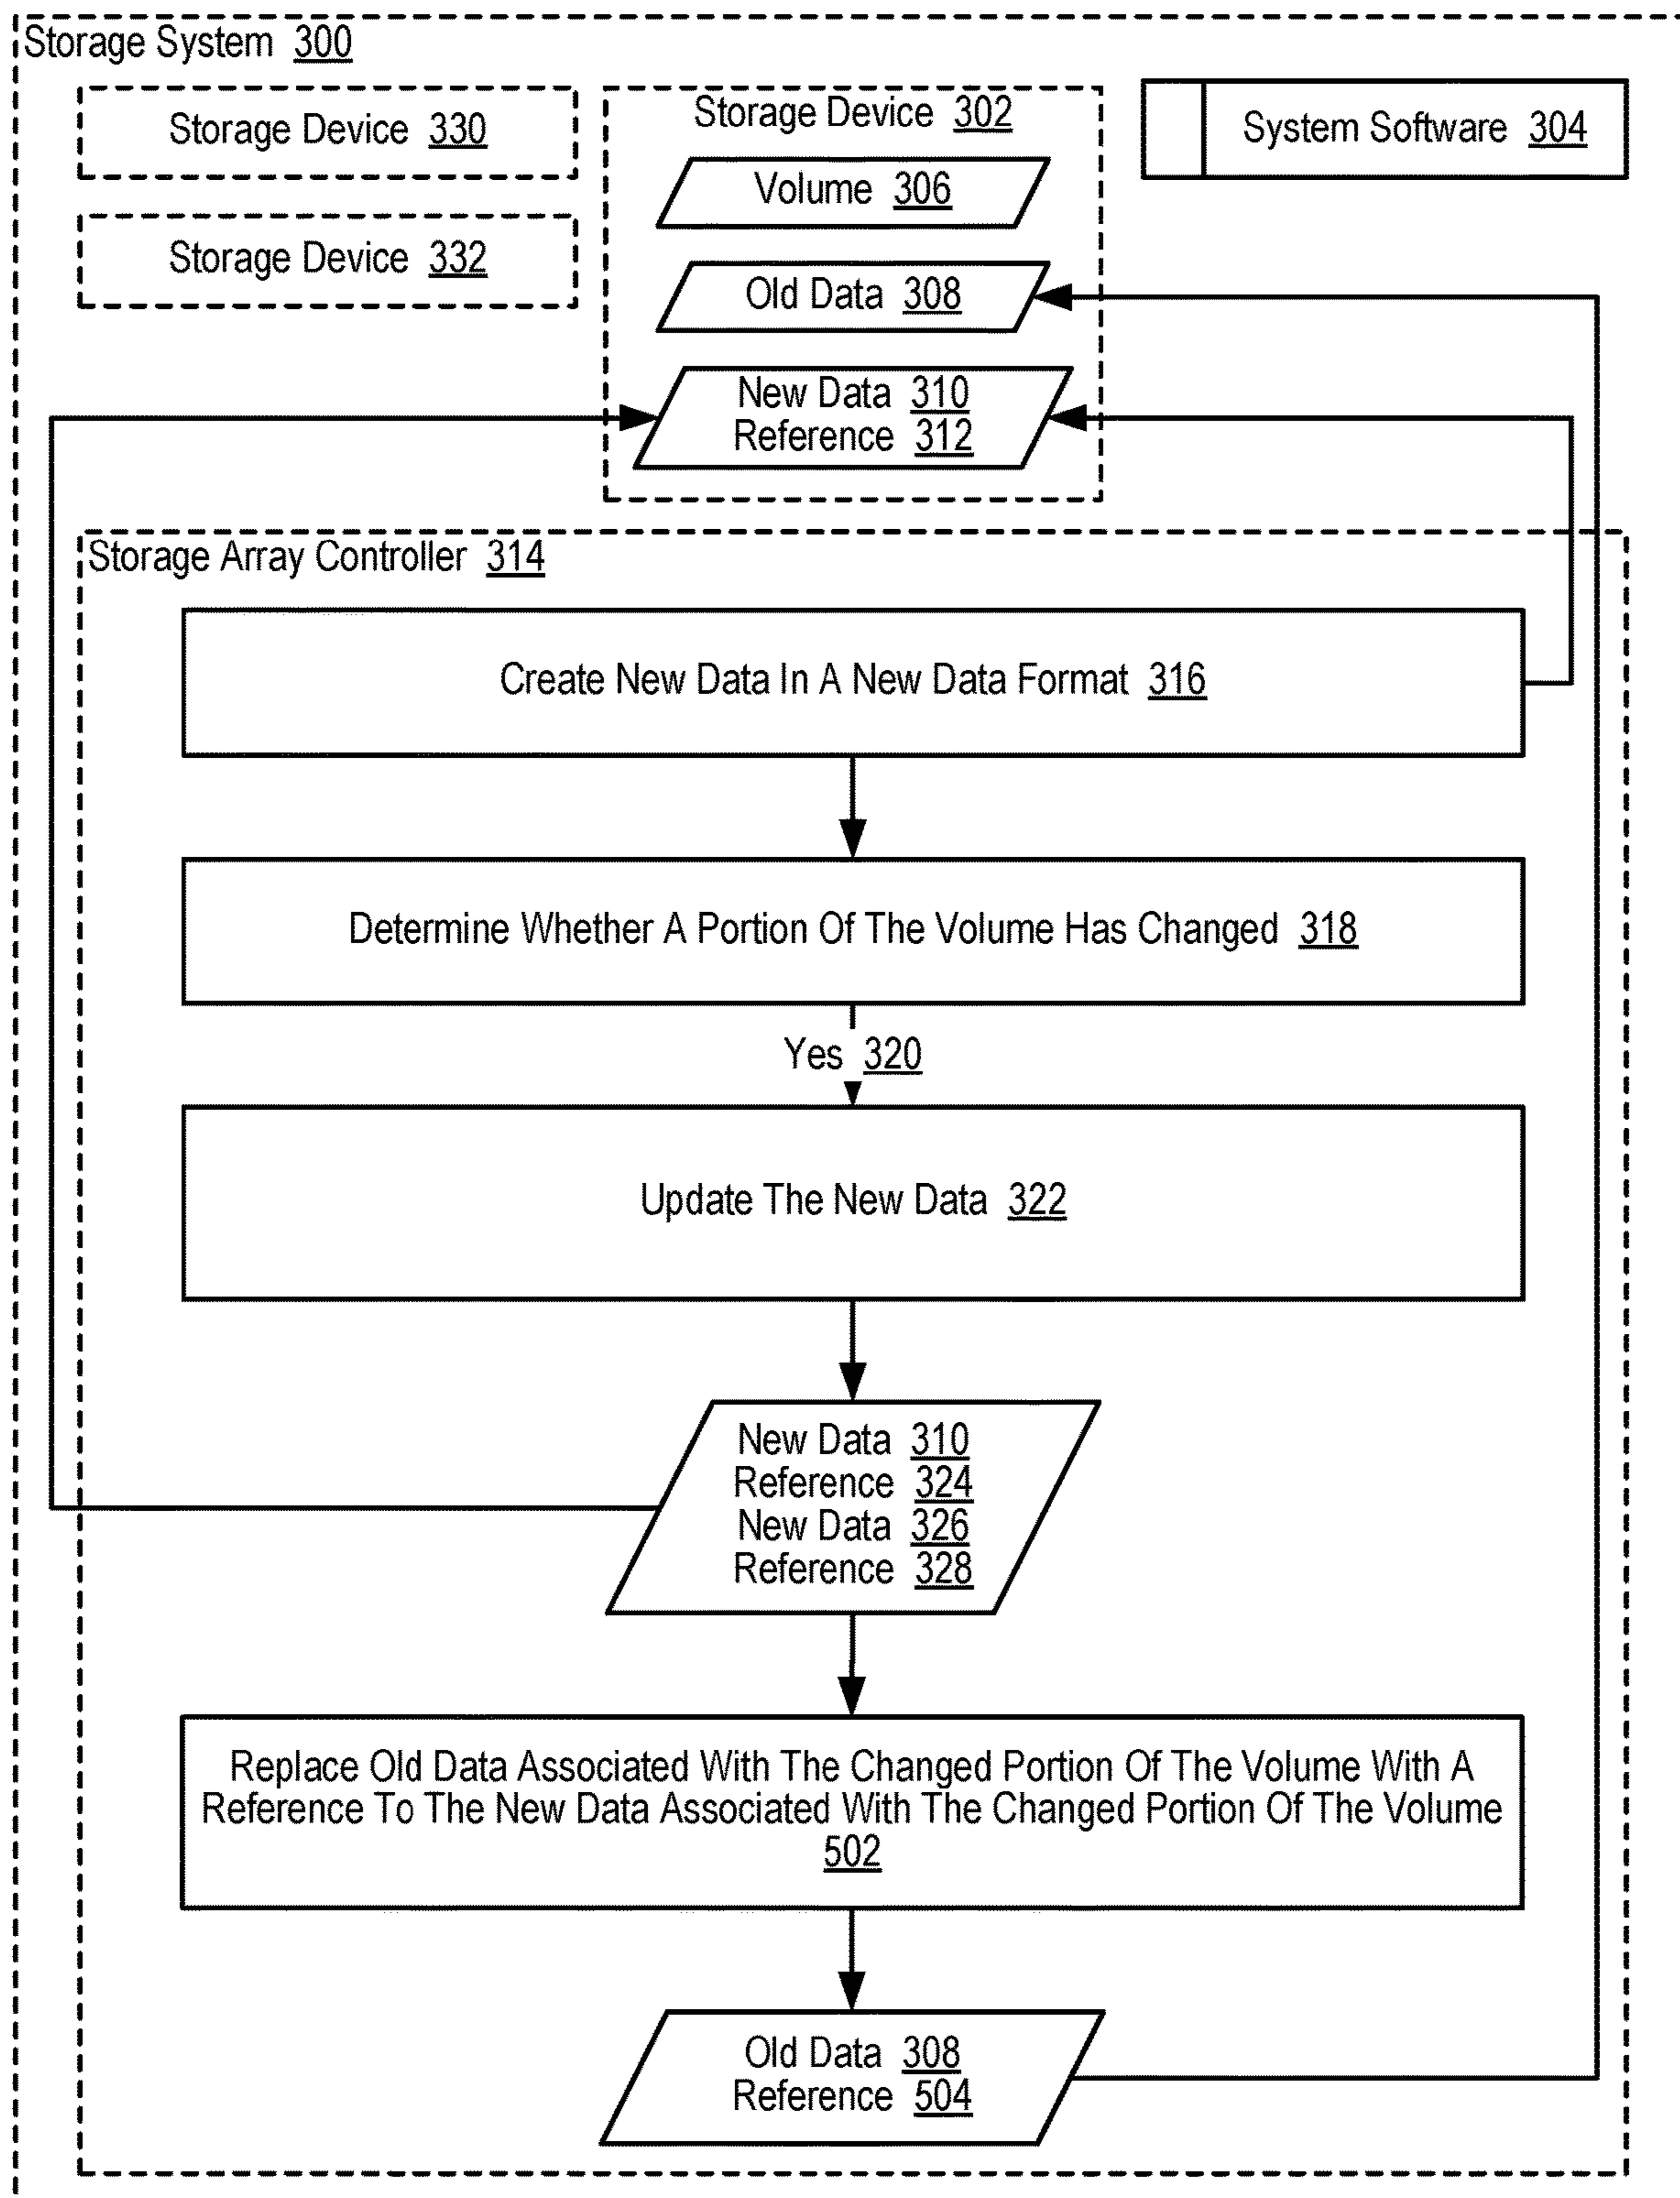 Storage System 300
Storage Device 330
Storage Device 332
Storage Device 302
Volume 306
Old Data 308
New Data 310
Reference 312
System Software 304
Storage Array Controller 314
Create New Data In A New Data Format 316
Determine Whether A Portion Of The Volume Has Changed 318
Yes 320
Update The New Data 322
New Data 310
Reference 324
New Data 326
Reference 328
Replace Old Data Associated With The Changed Portion Of The Volume With A
Reference To The New Data Associated With The Changed Portion Of The Volume
502
Old Data 308
Reference 504